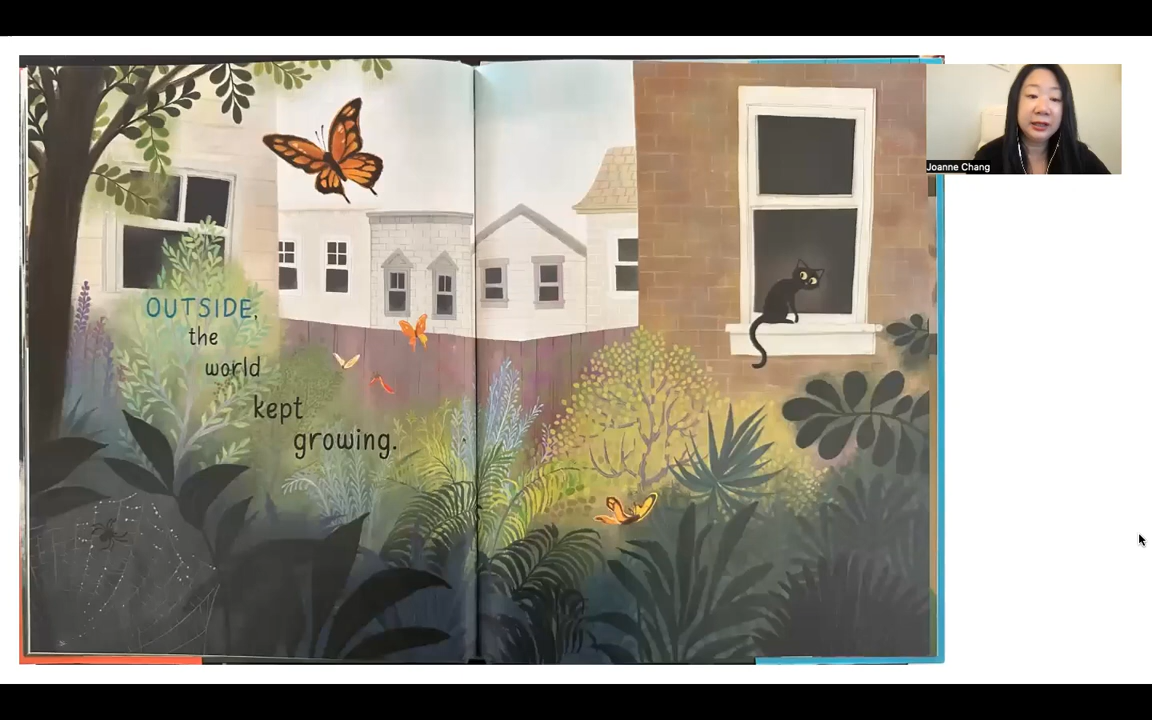 OUTSIDE,
the
world
kept
growing.
Joanne Chang